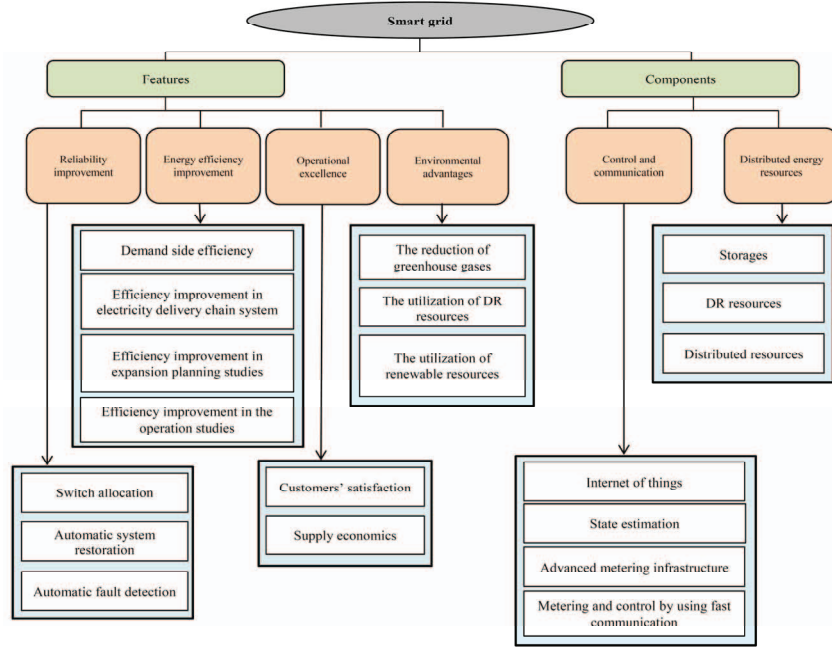 Smart grid
Features
Components
Reliability
improvement
Energy efficiency
improvement
Operational
excellence
Environmental
advantages
Control and
communication
Distributed energy
resources
Demand side efficiency
Efficiency improvement in
electricity delivery chain system
Efficiency improvement in
expansion planning studies
Efficiency improvement in the
operation studies
The reduction of
greenhouse gases
The utilization of DR
resources
The utilization of
renewable resources
Storages
DR resources
Distributed resources
Switch allocation
Automatic system
restoration
Automatic fault detection
Customers’ satisfaction
Supply economics
Internet of things
State estimation
Advanced metering infrastructure
Metering and control by using fast
communication